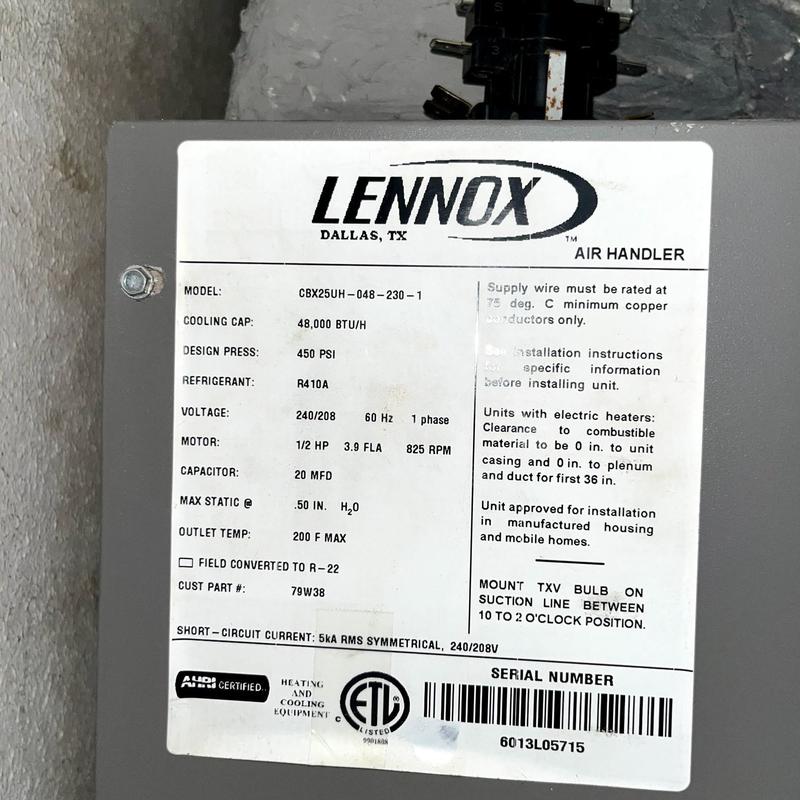 LENNOX
DALLAS, TX
TM
AIR HANDLER
MODEL: CBX25UH-048-230-1
COOLING CAP: 48,000 BTU/H
DESIGN PRESS: 450 PSI
REFRIGERANT: R410A
VOLTAGE: 240/208 60 Hz 1 phase
MOTOR: 1/2 HP 3.9 FLA 825 RPM
CAPACITOR: 20 MFD
MAX STATIC @ .50 IN. H2O
OUTLET TEMP: 200 F MAX
FIELD CONVERTED TO R-22
CUST PART #: 79W38
Supply wire must be rated at
75 deg. C minimum copper
conductors only.
See installation instructions
for specific information
before installing unit.
Units with electric heaters:
Clearance to combustible
material to be 0 in. to unit
casing and 0 in. to plenum
and duct for first 36 in.
Unit approved for installation
in manufactured housing
and mobile homes.
MOUNT TXV BULB ON
SUCTION LINE BETWEEN
10 TO 2 O'CLOCK POSITION.
SHORT-CIRCUIT CURRENT: 5kA RMS SYMMETRICAL, 240/208V
AHRI CERTIFIED
HEATING
AND
COOLING
EQUIPMENT
C ETL
LISTED
9901808
SERIAL NUMBER
6013L05715